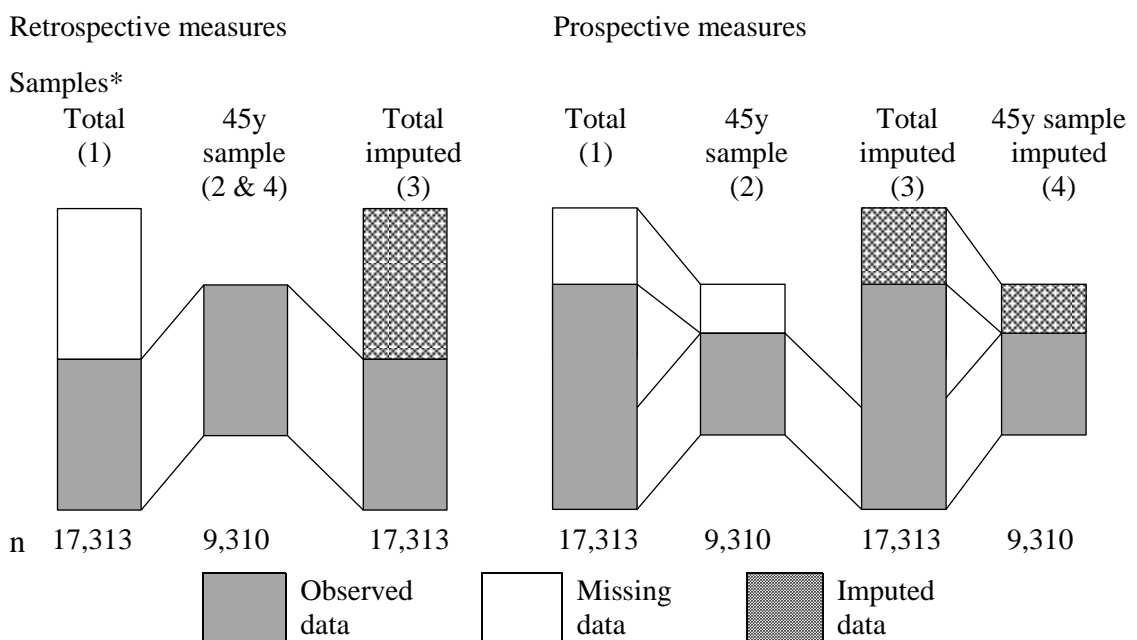 Retrospective measures
Prospective measures
Samples*
Total
(1)
45y
sample
(2 & 4)
Total
imputed
(3)
Total
(1)
45y
sample
(2)
Total
imputed
(3)
45y sample
imputed
(4)
n 17,313 9,310 17,313 17,313 9,310 17,313 9,310
Observed
data
Missing
data
Imputed
data